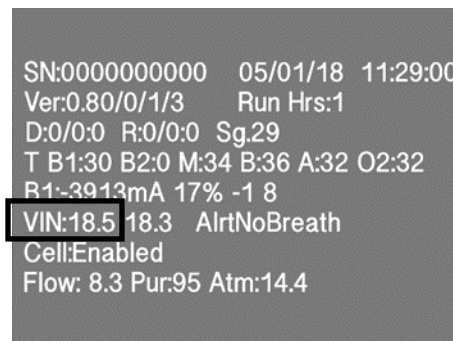 SN:0000000000 05/01/18 11:29:00
Ver:0.80/0/1/3 Run Hrs:1
D:0/0:0 R:0/0:0 Sg.29
T B1:30 B2:0 M:34 B:36 A:32 O2:32
B1:-3913mA 17% -1 8
VIN:18.5 18.3 AlrtNoBreath
Cell:Enabled
Flow: 8.3 Pur:95 Atm:14.4